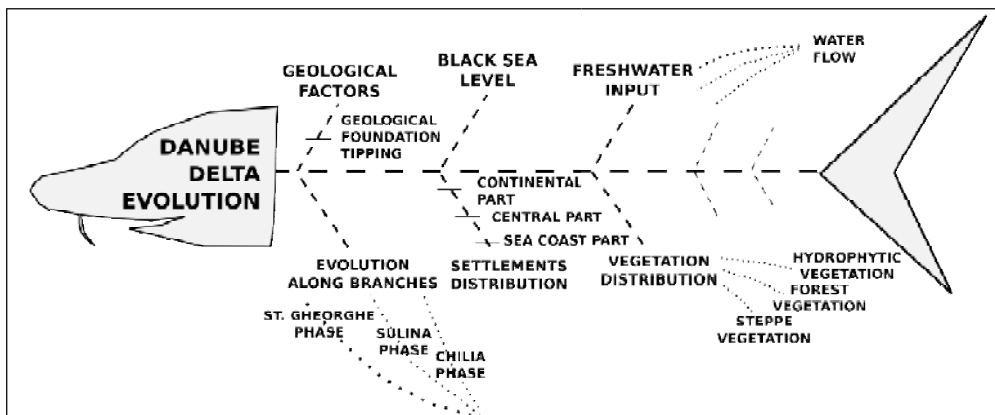 DANUBE
DELTA
EVOLUTION
GEOLOGICAL
FACTORS
GEOLOGICAL
FOUNDATION
TIPPING
BLACK SEA
LEVEL
FRESHWATER
INPUT
WATER
FLOW
EVOLUTION
ALONG BRANCHES
ST. GHEORGHE
PHASE
SULINA
PHASE
CHILIA
PHASE
CONTINENTAL
PART
CENTRAL PART
SEA COAST PART
SETTLEMENTS
DISTRIBUTION
VEGETATION
DISTRIBUTION
HYDROPHYTIC
VEGETATION
FOREST
VEGETATION
STEPPE
VEGETATION